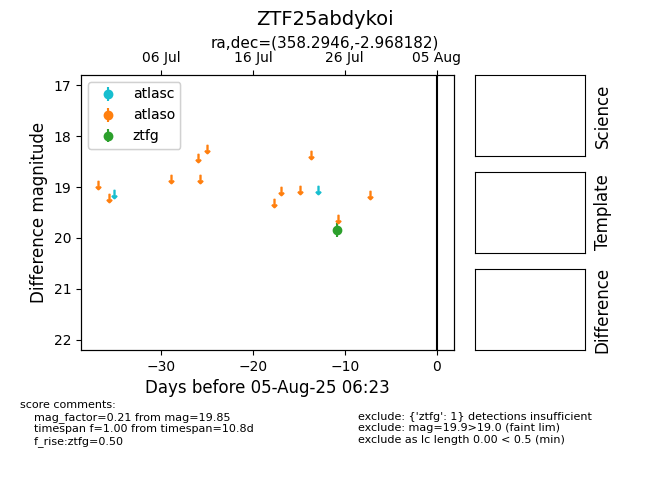 ZTF25abdykoi
ra,dec=(358.2946,-2.968182)
06 Jul 16 Jul 26 Jul 05 Aug
17
18
19
20
21
22
Difference magnitude
atlasc
atlaso
ztfg
−30 −20 −10 0
Days before 05-Aug-25 06:23
Science
Template
Difference
score comments:
mag_factor=0.21 from mag=19.85
timespan f=1.00 from timespan=10.8d
f_rise:ztfg=0.50
exclude: {'ztfg': 1} detections insufficient
exclude: mag=19.9>19.0 (faint lim)
exclude as lc length 0.00 < 0.5 (min)